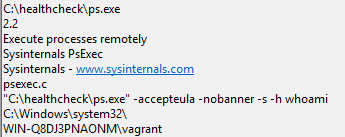 C:\healthcheck\ps.exe
2.2
Execute processes remotely
Sysinternals PsExec
Sysinternals - www.sysinternals.com
psexec.c
"C:\healthcheck\ps.exe" -accepteula -nobanner -s -h whoami
C:\Windows\system32\
WIN-Q8DJ3PNAONM\vagrant